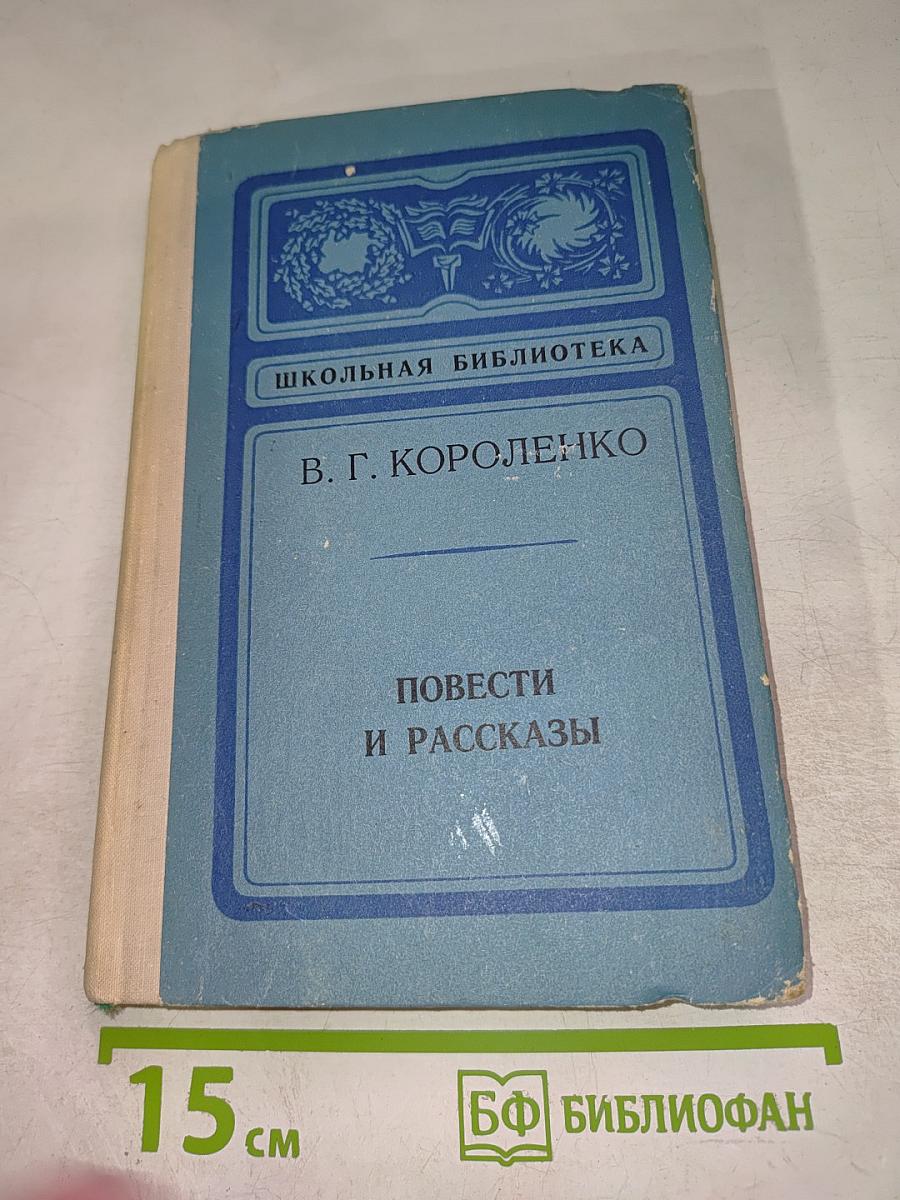 ШКОЛЬНАЯ БИБЛИОТЕКА
В. Г. КОРОЛЕНКО
ПОВЕСТИ
И РАССКАЗЫ
15 см
БФ БИБЛИОФАН